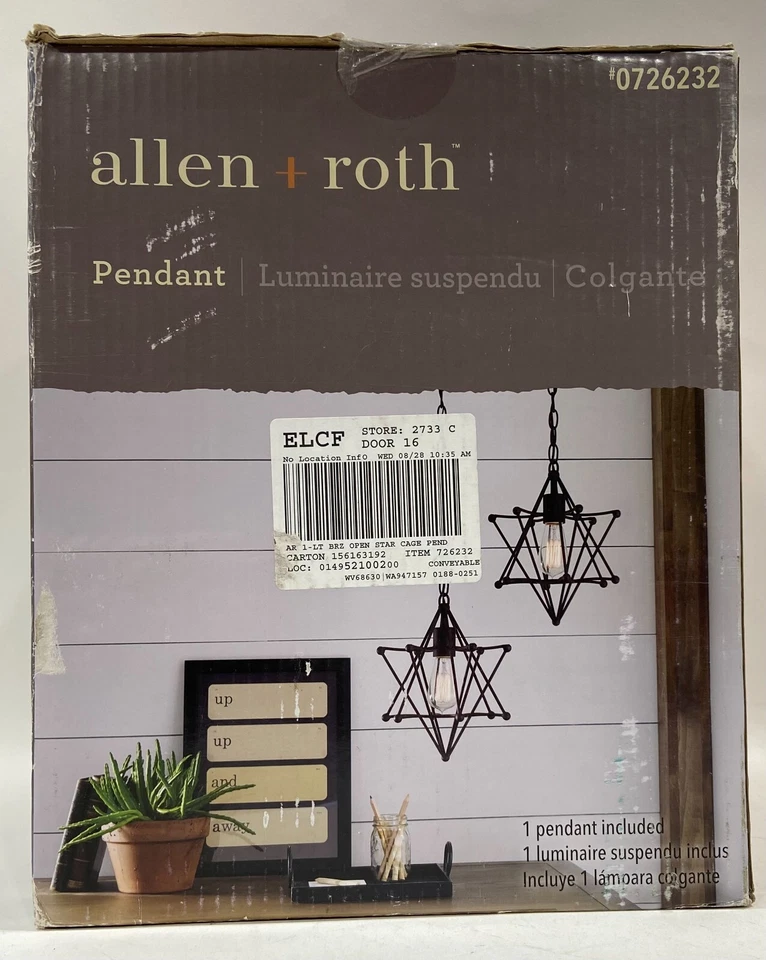 #0726232
allen + roth™
Pendant | Luminaire suspendu | Colgante
ELCF STORE: 2733 C
DOOR 16
No Location Info WED 08/28 10:35 AM
AR 1-LT BRZ OPEN STAR CAGE PEND
CARTON 156163192 ITEM 726232
LOC: 014952100200 CONVEYABLE
WV68630|WA947157 0188-0251
up
up
and
away
1 pendant included
1 luminaire suspendu inclus
Incluye 1 lámpara colgante